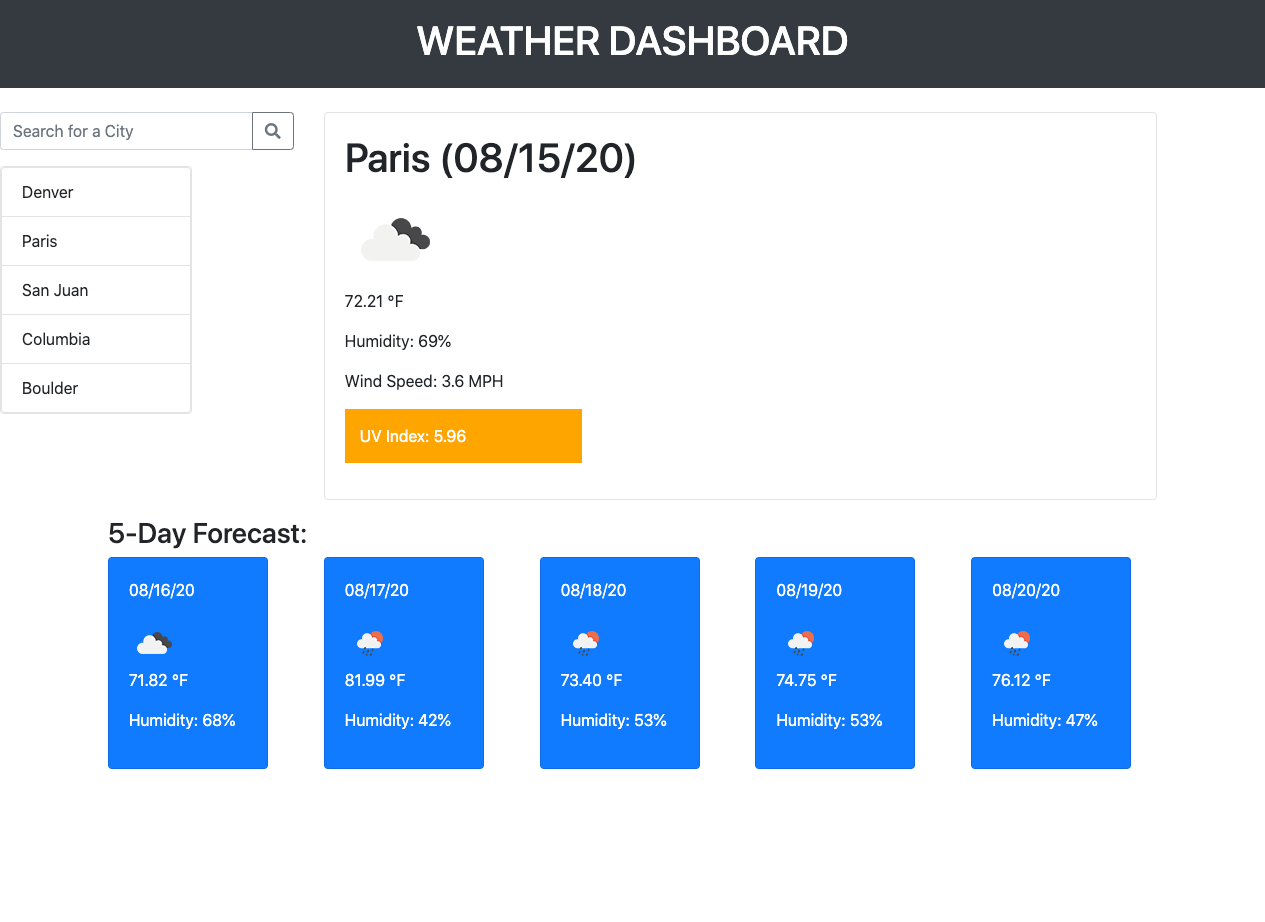 WEATHER DASHBOARD
Search for a City
Denver
Paris
San Juan
Columbia
Boulder
Paris (08/15/20)
72.21 °F
Humidity: 69%
Wind Speed: 3.6 MPH
UV Index: 5.96
5-Day Forecast:
08/16/20
71.82 °F
Humidity: 68%
08/17/20
81.99 °F
Humidity: 42%
08/18/20
73.40 °F
Humidity: 53%
08/19/20
74.75 °F
Humidity: 53%
08/20/20
76.12 °F
Humidity: 47%